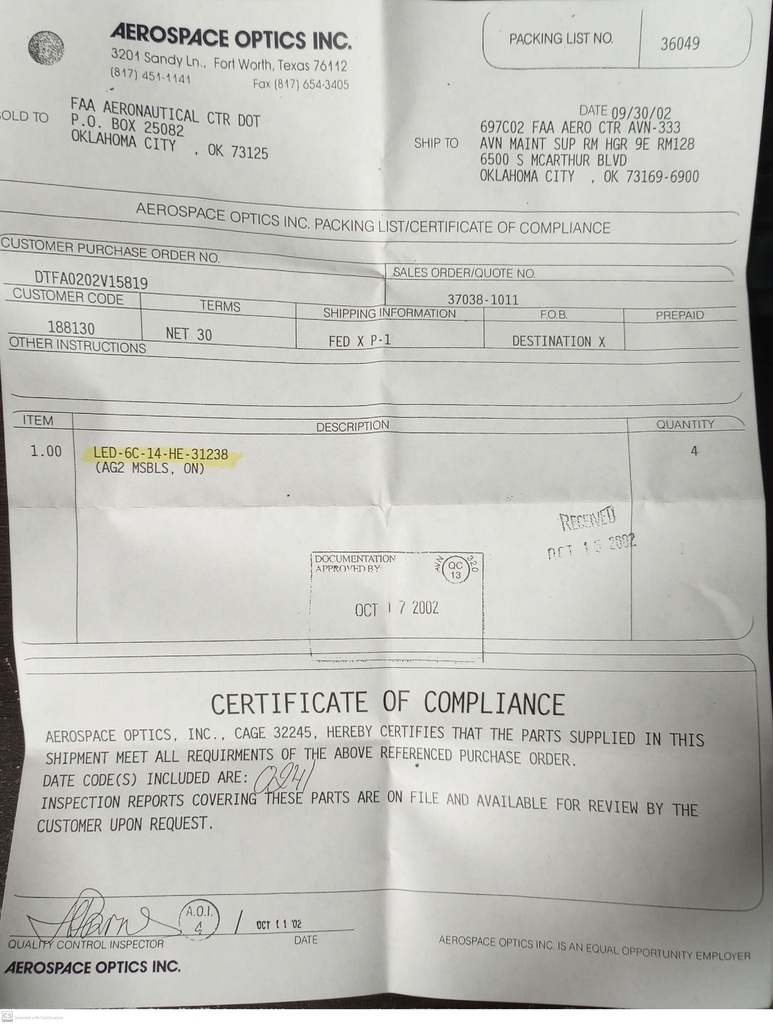 AEROSPACE OPTICS INC.
3201 Sandy Ln., Fort Worth, Texas 76112
(817) 451-1141 Fax (817) 654-3405
PACKING LIST NO. 36049
OLD TO FAA AERONAUTICAL CTR DOT
P.O. BOX 25082
OKLAHOMA CITY , OK 73125
DATE 09/30/02
SHIP TO 697C02 FAA AERO CTR AVN-333
AVN MAINT SUP RM HGR 9E RM128
6500 S MCARTHUR BLVD
OKLAHOMA CITY , OK 73169-6900
AEROSPACE OPTICS INC. PACKING LIST/CERTIFICATE OF COMPLIANCE
CUSTOMER PURCHASE ORDER NO.
DTFA0202V15819
SALES ORDER/QUOTE NO.
37038-1011
CUSTOMER CODE TERMS SHIPPING INFORMATION F.O.B. PREPAID
188130 NET 30 FED X P-1 DESTINATION X
OTHER INSTRUCTIONS
ITEM DESCRIPTION QUANTITY
1.00 LED-6C-14-HE-31238 4
(AG2 MSBLS, ON)
RECEIVED
OCT 15 2002
DOCUMENTATION
APPROVED BY:
AVN QC 13 320
OCT 17 2002
CERTIFICATE OF COMPLIANCE
AEROSPACE OPTICS, INC., CAGE 32245, HEREBY CERTIFIES THAT THE PARTS SUPPLIED IN THIS
SHIPMENT MEET ALL REQUIRMENTS OF THE ABOVE REFERENCED PURCHASE ORDER.
DATE CODE(S) INCLUDED ARE: 0241
INSPECTION REPORTS COVERING THESE PARTS ARE ON FILE AND AVAILABLE FOR REVIEW BY THE
CUSTOMER UPON REQUEST.
A.O.I. 4 / OCT 11 '02
QUALITY CONTROL INSPECTOR DATE
AEROSPACE OPTICS INC. IS AN EQUAL OPPORTUNITY EMPLOYER
AEROSPACE OPTICS INC.
CS Scanned with CamScanner